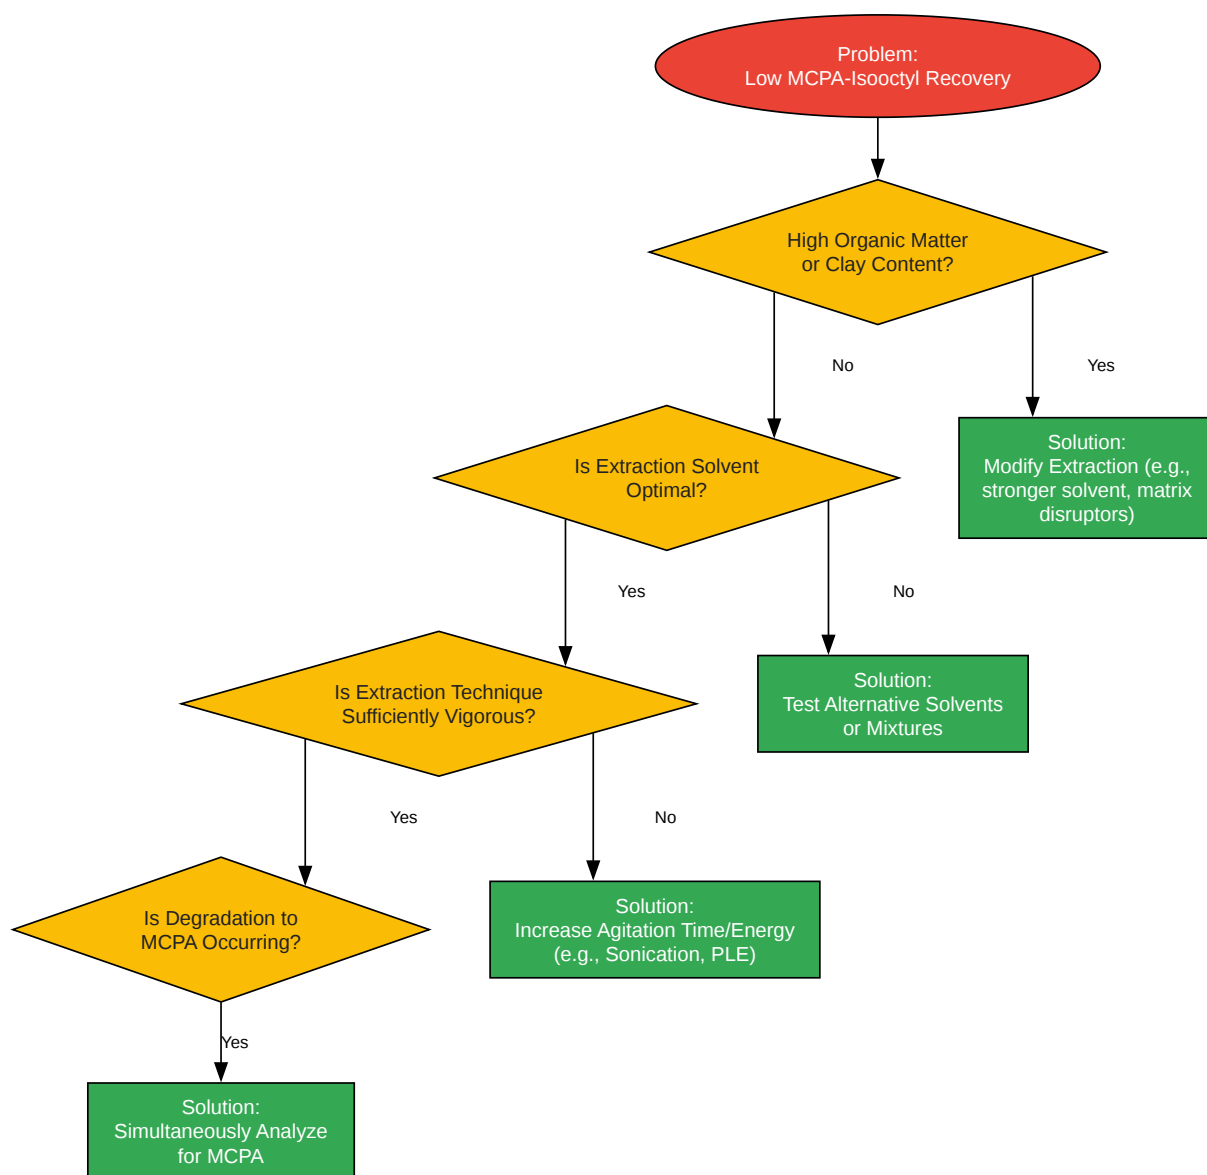 Problem:
Low MCPA-Isooctyl Recovery
High Organic Matter
or Clay Content?
No
Yes
Solution:
Modify Extraction (e.g.,
stronger solvent, matrix
disruptors)
Is Extraction Solvent
Optimal?
Yes
No
Solution:
Test Alternative Solvents
or Mixtures
Is Extraction Technique
Sufficiently Vigorous?
Yes
No
Solution:
Increase Agitation Time/Energy
(e.g., Sonication, PLE)
Is Degradation to
MCPA Occurring?
Yes
Solution:
Simultaneously Analyze
for MCPA